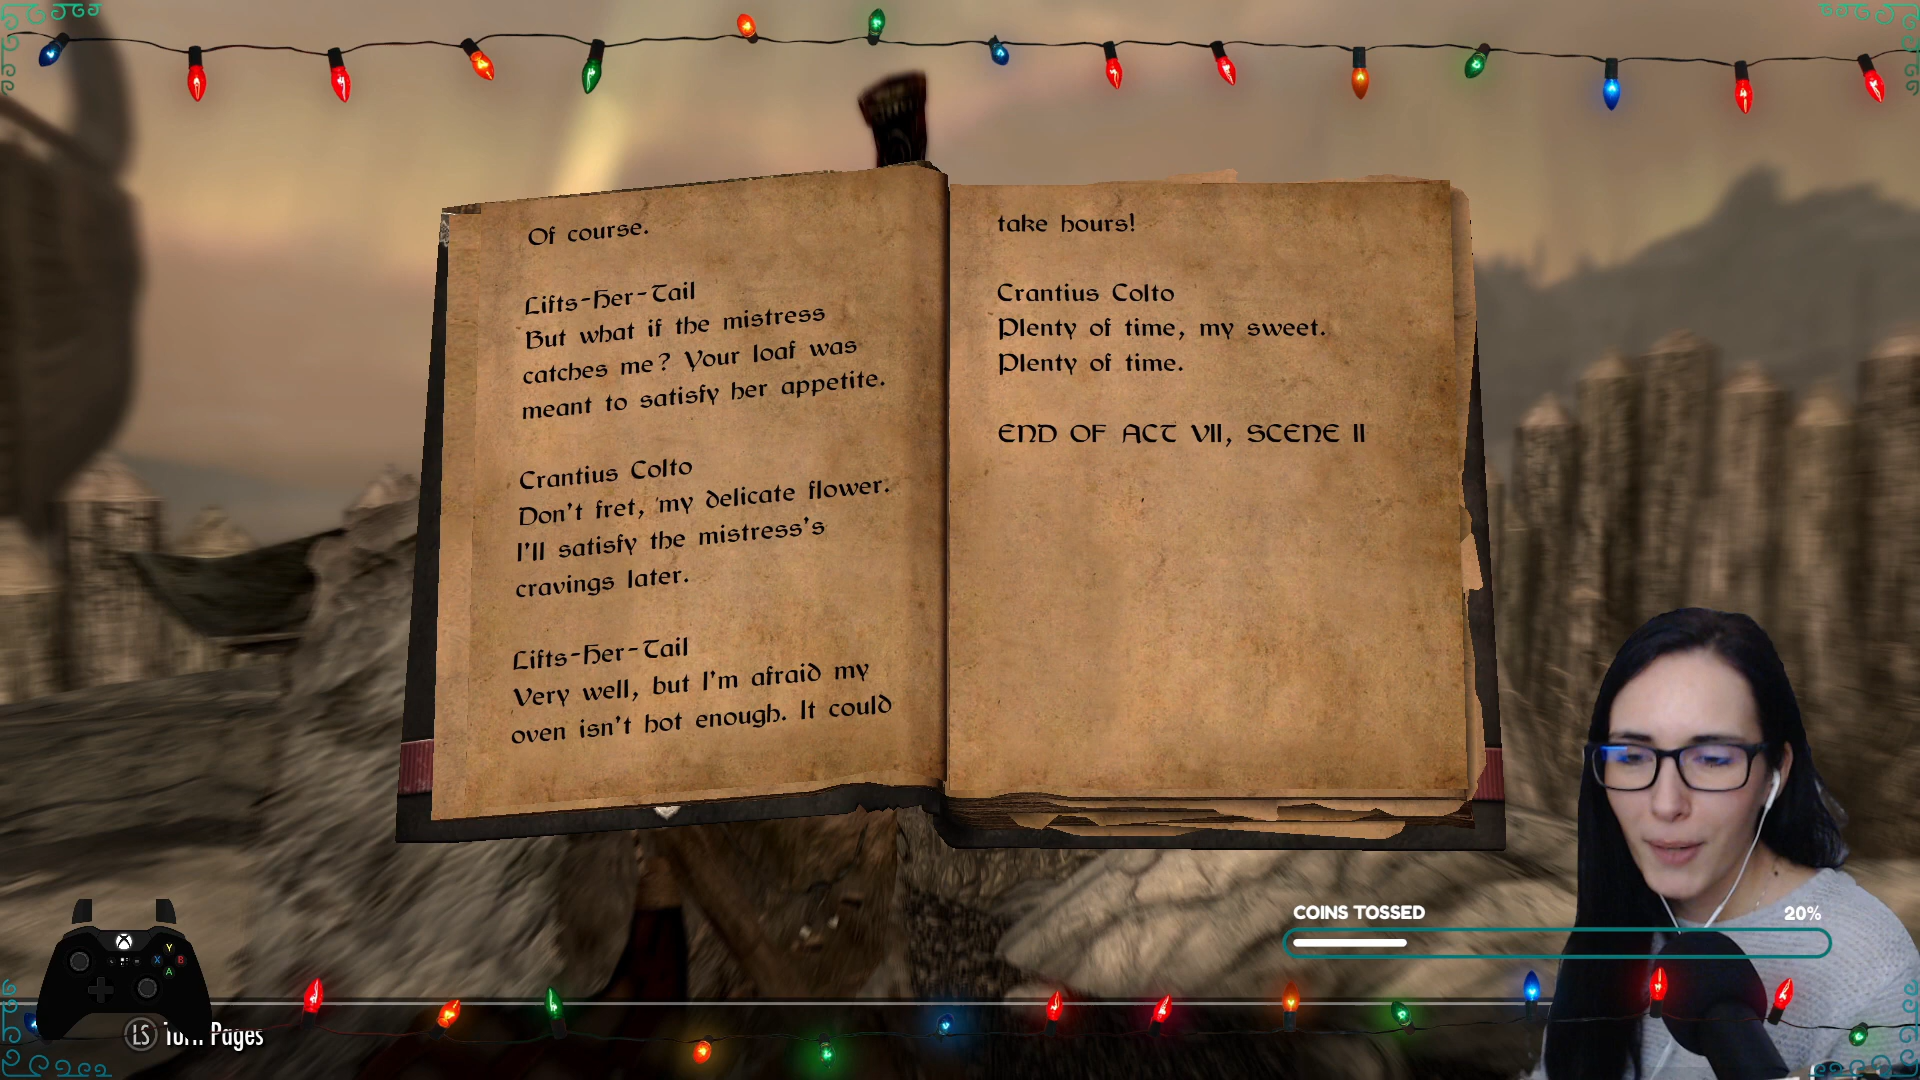 Of course.
Lifts-Her-Tail
But what if the mistress
catches me? Your loaf was
meant to satisfy her appetite.
Crantius Colto
Don't fret, my delicate flower.
I'll satisfy the mistress's
cravings later.
Lifts-Her-Tail
Very well, but I'm afraid my
oven isn't hot enough. It could
take hours!
Crantius Colto
Plenty of time, my sweet.
Plenty of time.
END OF ACT VII, SCENE II
COINS TOSSED 20%
Y
X B
A
LS Turn Pages